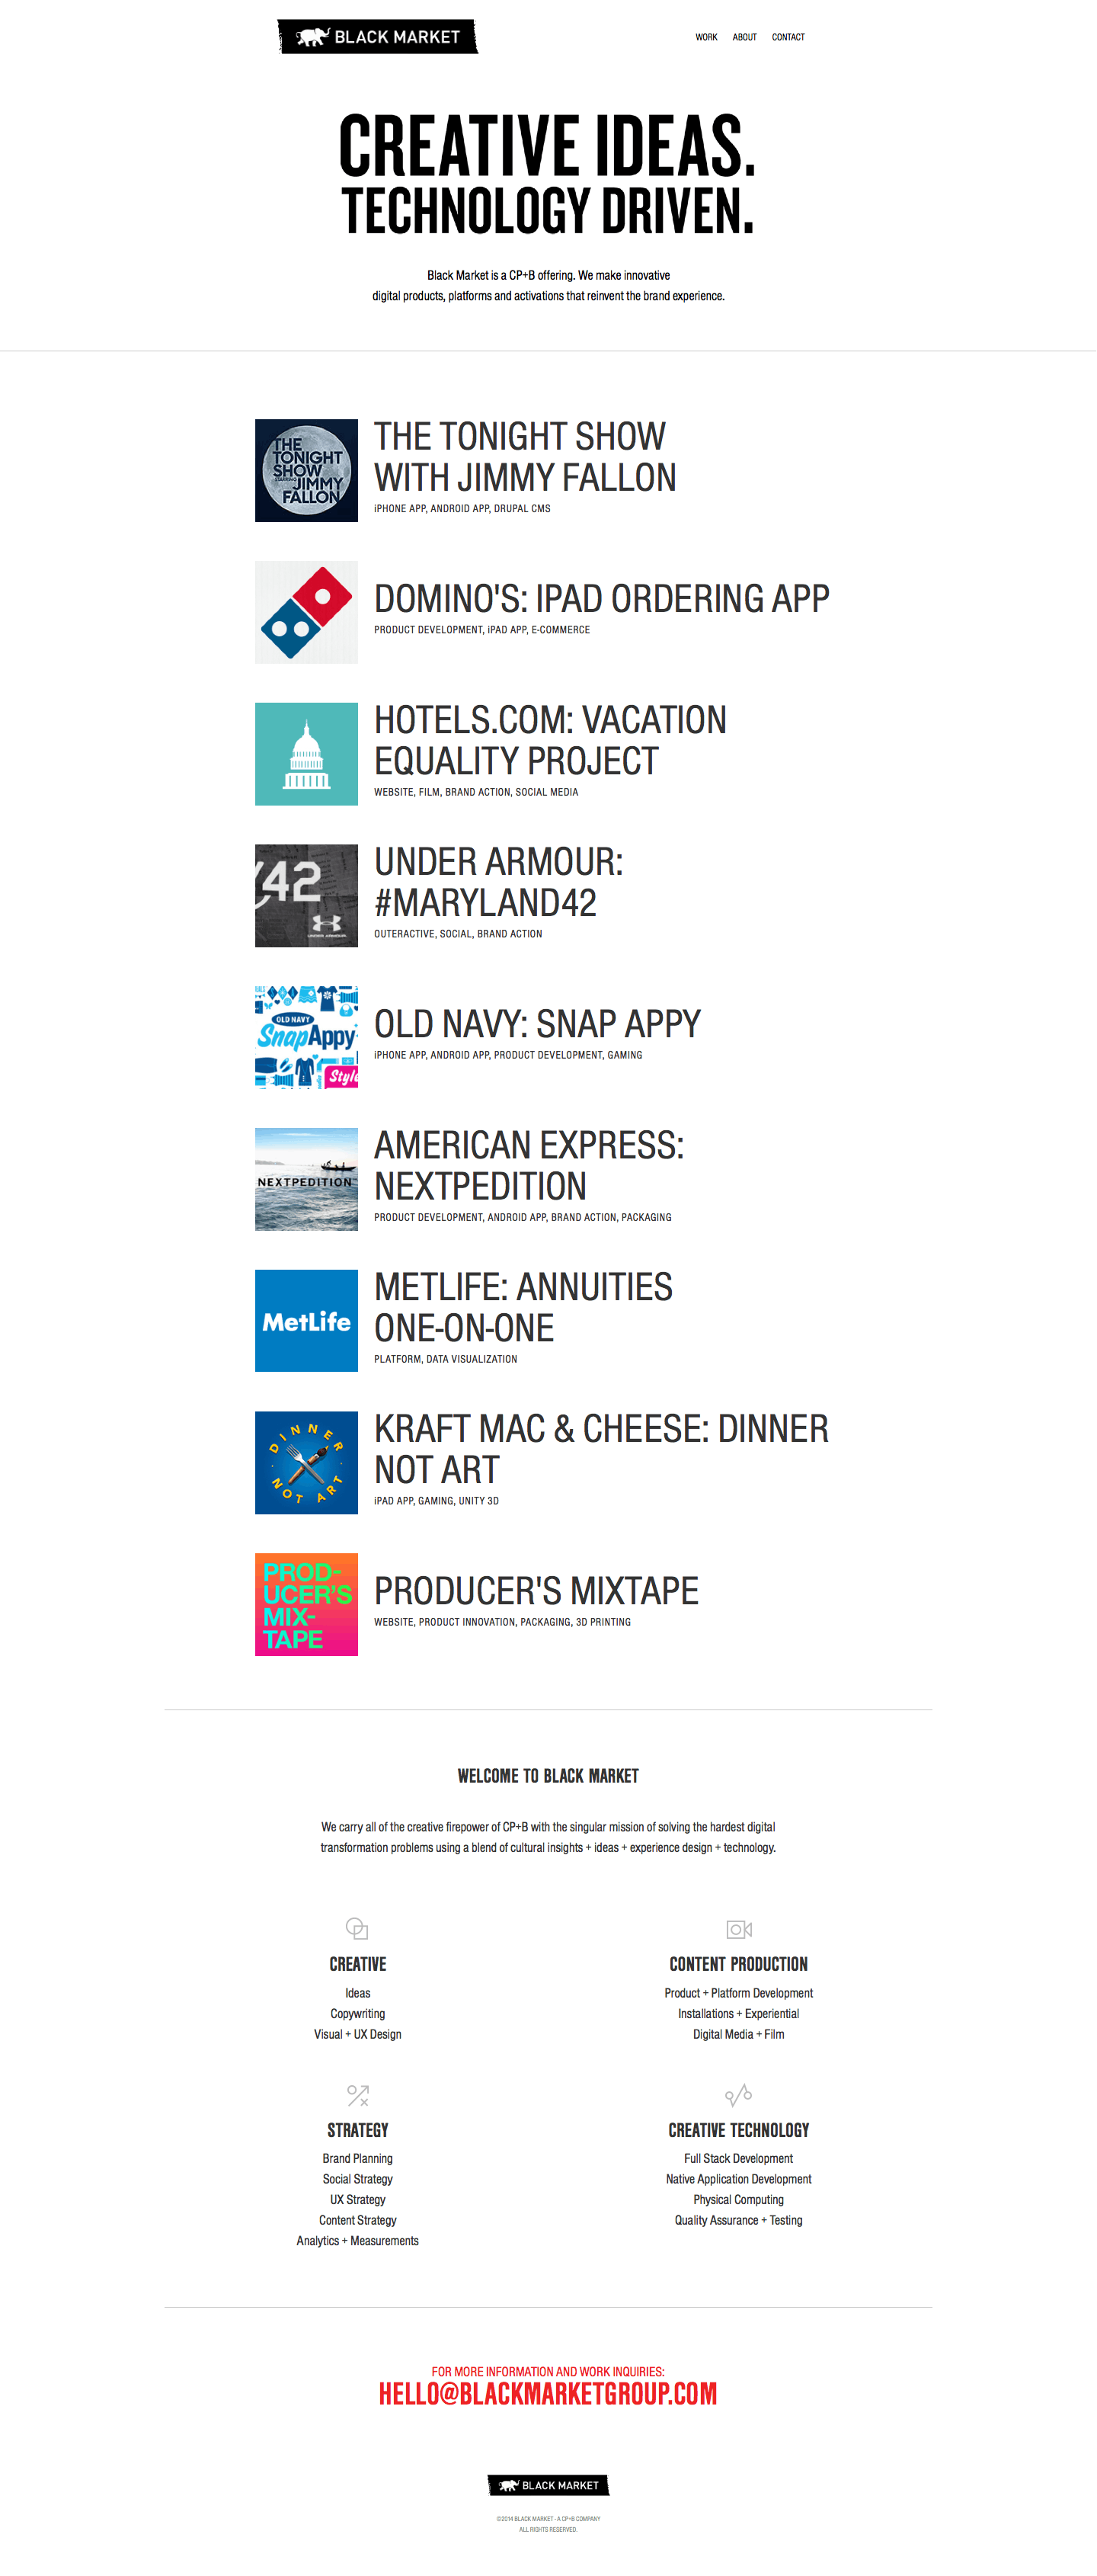 BLACK MARKET
WORK ABOUT CONTACT
CREATIVE IDEAS.
TECHNOLOGY DRIVEN.
Black Market is a CP+B offering. We make innovative
digital products, platforms and activations that reinvent the brand experience.
THE
TONIGHT
SHOW
STARRING
JIMMY
FALLON
THE TONIGHT SHOW
WITH JIMMY FALLON
iPHONE APP, ANDROID APP, DRUPAL CMS
DOMINO'S: IPAD ORDERING APP
PRODUCT DEVELOPMENT, iPAD APP, E-COMMERCE
HOTELS.COM: VACATION
EQUALITY PROJECT
WEBSITE, FILM, BRAND ACTION, SOCIAL MEDIA
42
UNDER ARMOUR.
UNDER ARMOUR:
#MARYLAND42
OUTERACTIVE, SOCIAL, BRAND ACTION
OLD NAVY
SnapAppy
Style
OLD NAVY: SNAP APPY
iPHONE APP, ANDROID APP, PRODUCT DEVELOPMENT, GAMING
NEXTPEDITION
AMERICAN EXPRESS:
NEXTPEDITION
PRODUCT DEVELOPMENT, ANDROID APP, BRAND ACTION, PACKAGING
MetLife
METLIFE: ANNUITIES
ONE-ON-ONE
PLATFORM, DATA VISUALIZATION
DINNER
NOT ART
KRAFT MAC & CHEESE: DINNER
NOT ART
iPAD APP, GAMING, UNITY 3D
PROD-
UCER'S
MIX-
TAPE
PRODUCER'S MIXTAPE
WEBSITE, PRODUCT INNOVATION, PACKAGING, 3D PRINTING
WELCOME TO BLACK MARKET
We carry all of the creative firepower of CP+B with the singular mission of solving the hardest digital
transformation problems using a blend of cultural insights + ideas + experience design + technology.
CREATIVE
Ideas
Copywriting
Visual + UX Design
CONTENT PRODUCTION
Product + Platform Development
Installations + Experiential
Digital Media + Film
STRATEGY
Brand Planning
Social Strategy
UX Strategy
Content Strategy
Analytics + Measurements
CREATIVE TECHNOLOGY
Full Stack Development
Native Application Development
Physical Computing
Quality Assurance + Testing
FOR MORE INFORMATION AND WORK INQUIRIES:
HELLO@BLACKMARKETGROUP.COM
BLACK MARKET
©2014 BLACK MARKET - A CP+B COMPANY
ALL RIGHTS RESERVED.